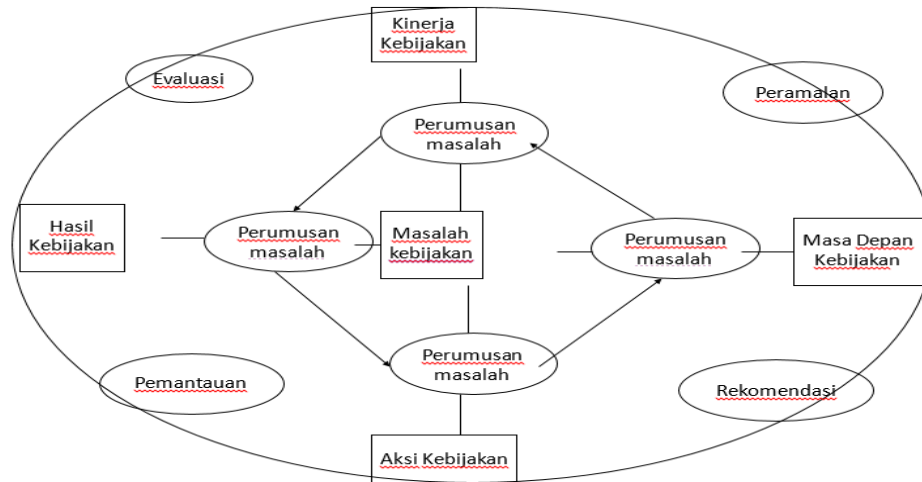 Kinerja
Kebijakan
Evaluasi
Peramalan
Perumusan
masalah
Hasil
Kebijakan
Perumusan
masalah
Masalah
kebijakan
Perumusan
masalah
Masa Depan
Kebijakan
Perumusan
masalah
Pemantauan
Rekomendasi
Aksi Kebijakan